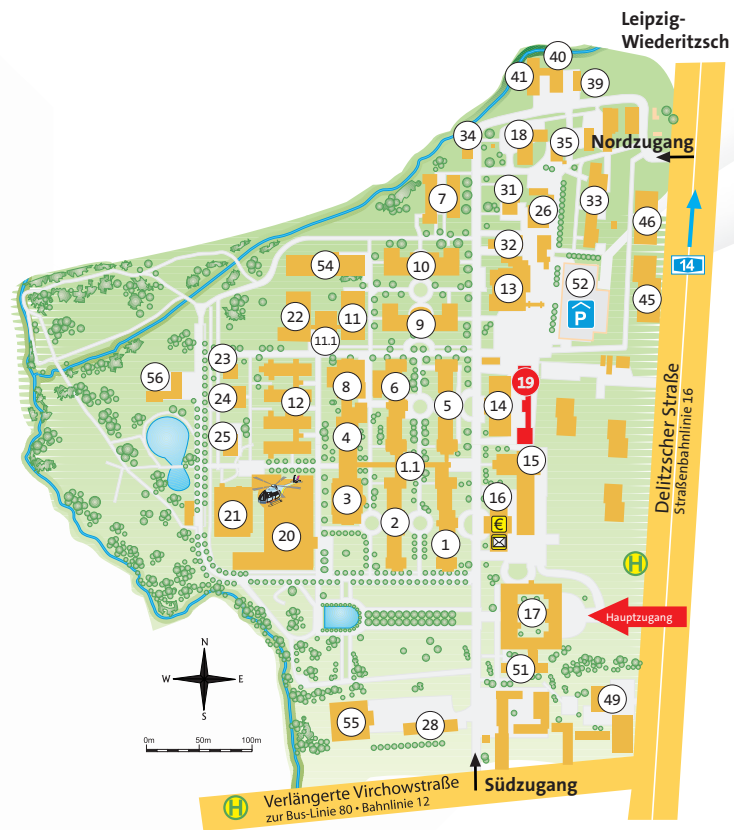 Leipzig-
Wiederitzsch
40
41
39
34
18
35
Nordzugang
7
31
26
33
46
32
54
10
14
52
13
P
45
22
11
9
11.1
23
56
24
12
8
6
5
14
19
25
4
1.1
15
Delitzscher Straße
Straßenbahnlinie 16
3
16
21
20
2
€
1
H
17
Hauptzugang
N
W
E
S
51
49
55
28
0m 50m 100m
Südzugang
H
Verlängerte Virchowstraße
zur Bus-Linie 80 • Bahnlinie 12